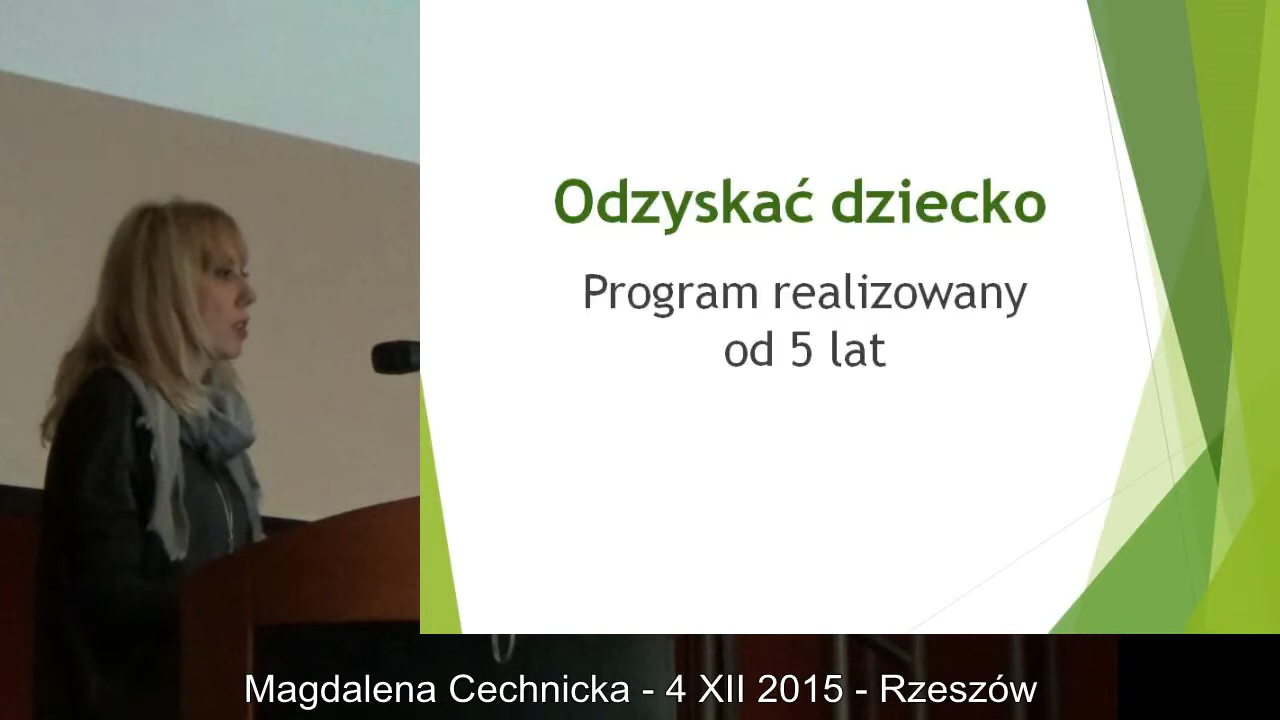 Odzyskać dziecko
Program realizowany
od 5 lat
Magdalena Cechnicka - 4 XII 2015 - Rzeszów